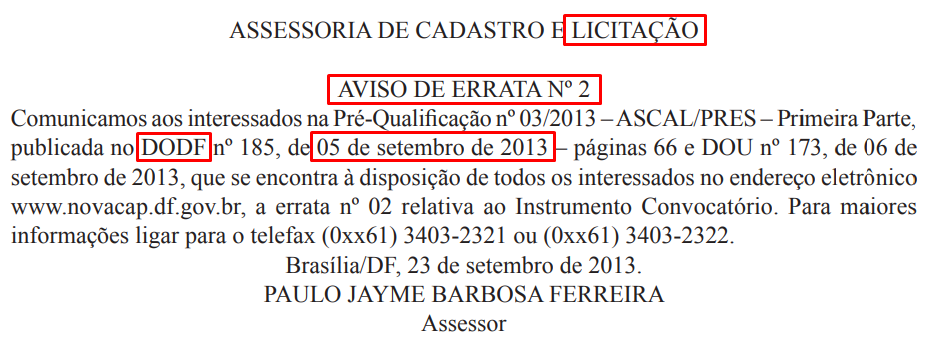 ASSESSORIA DE CADASTRO E LICITAÇÃO
AVISO DE ERRATA Nº 2
Comunicamos aos interessados na Pré-Qualificação nº 03/2013 – ASCAL/PRES – Primeira Parte,
publicada no DODF nº 185, de 05 de setembro de 2013 – páginas 66 e DOU nº 173, de 06 de
setembro de 2013, que se encontra à disposição de todos os interessados no endereço eletrônico
www.novacap.df.gov.br, a errata nº 02 relativa ao Instrumento Convocatório. Para maiores
informações ligar para o telefax (0xx61) 3403-2321 ou (0xx61) 3403-2322.
Brasília/DF, 23 de setembro de 2013.
PAULO JAYME BARBOSA FERREIRA
Assessor